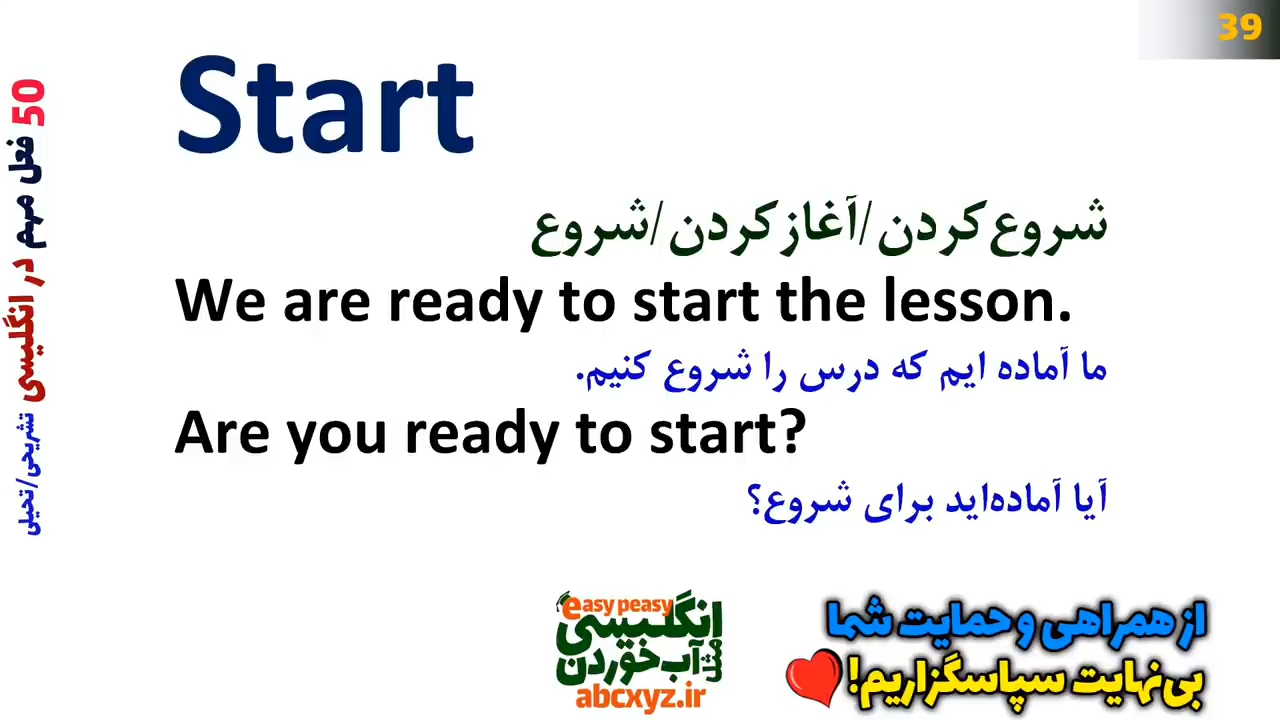 39
Start
شروع کردن/آغاز کردن/شروع
We are ready to start the lesson.
ما آماده ایم که درس را شروع کنیم.
Are you ready to start?
آیا آماده‌اید برای شروع؟
50 فعل مهم در انگلیسی تشریحی/تحیلی
easy peasy
انگلیسی
مثل آب خوردن
abcxyz.ir
از همراهی و حمایت شما
بی‌نهایت سپاسگزاریم!